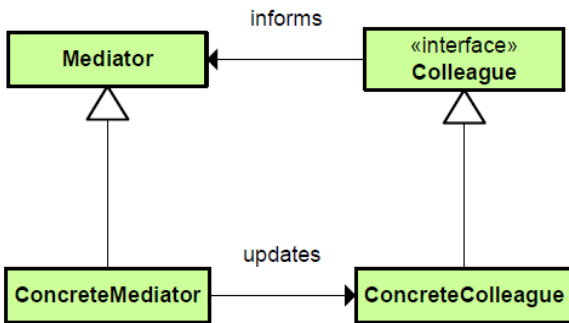 informs
Mediator
«interface»
Colleague
updates
ConcreteMediator
ConcreteColleague